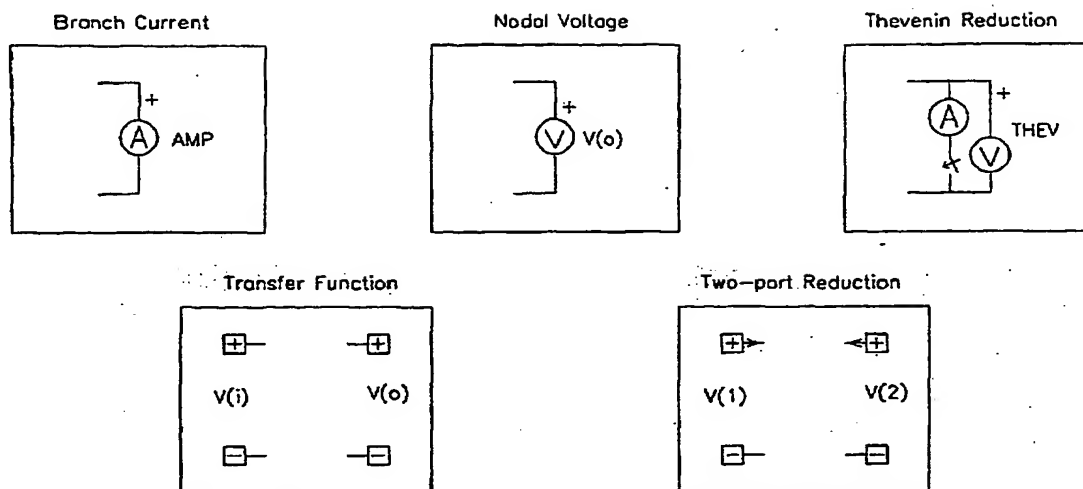 Branch Current
Nodal Voltage
Thevenin Reduction
+
A AMP
+
V V(o)
A
+
V THEV
Transfer Function
Two-port Reduction
+ +
V(i) V(o)
- -
+ +
V(1) V(2)
- -